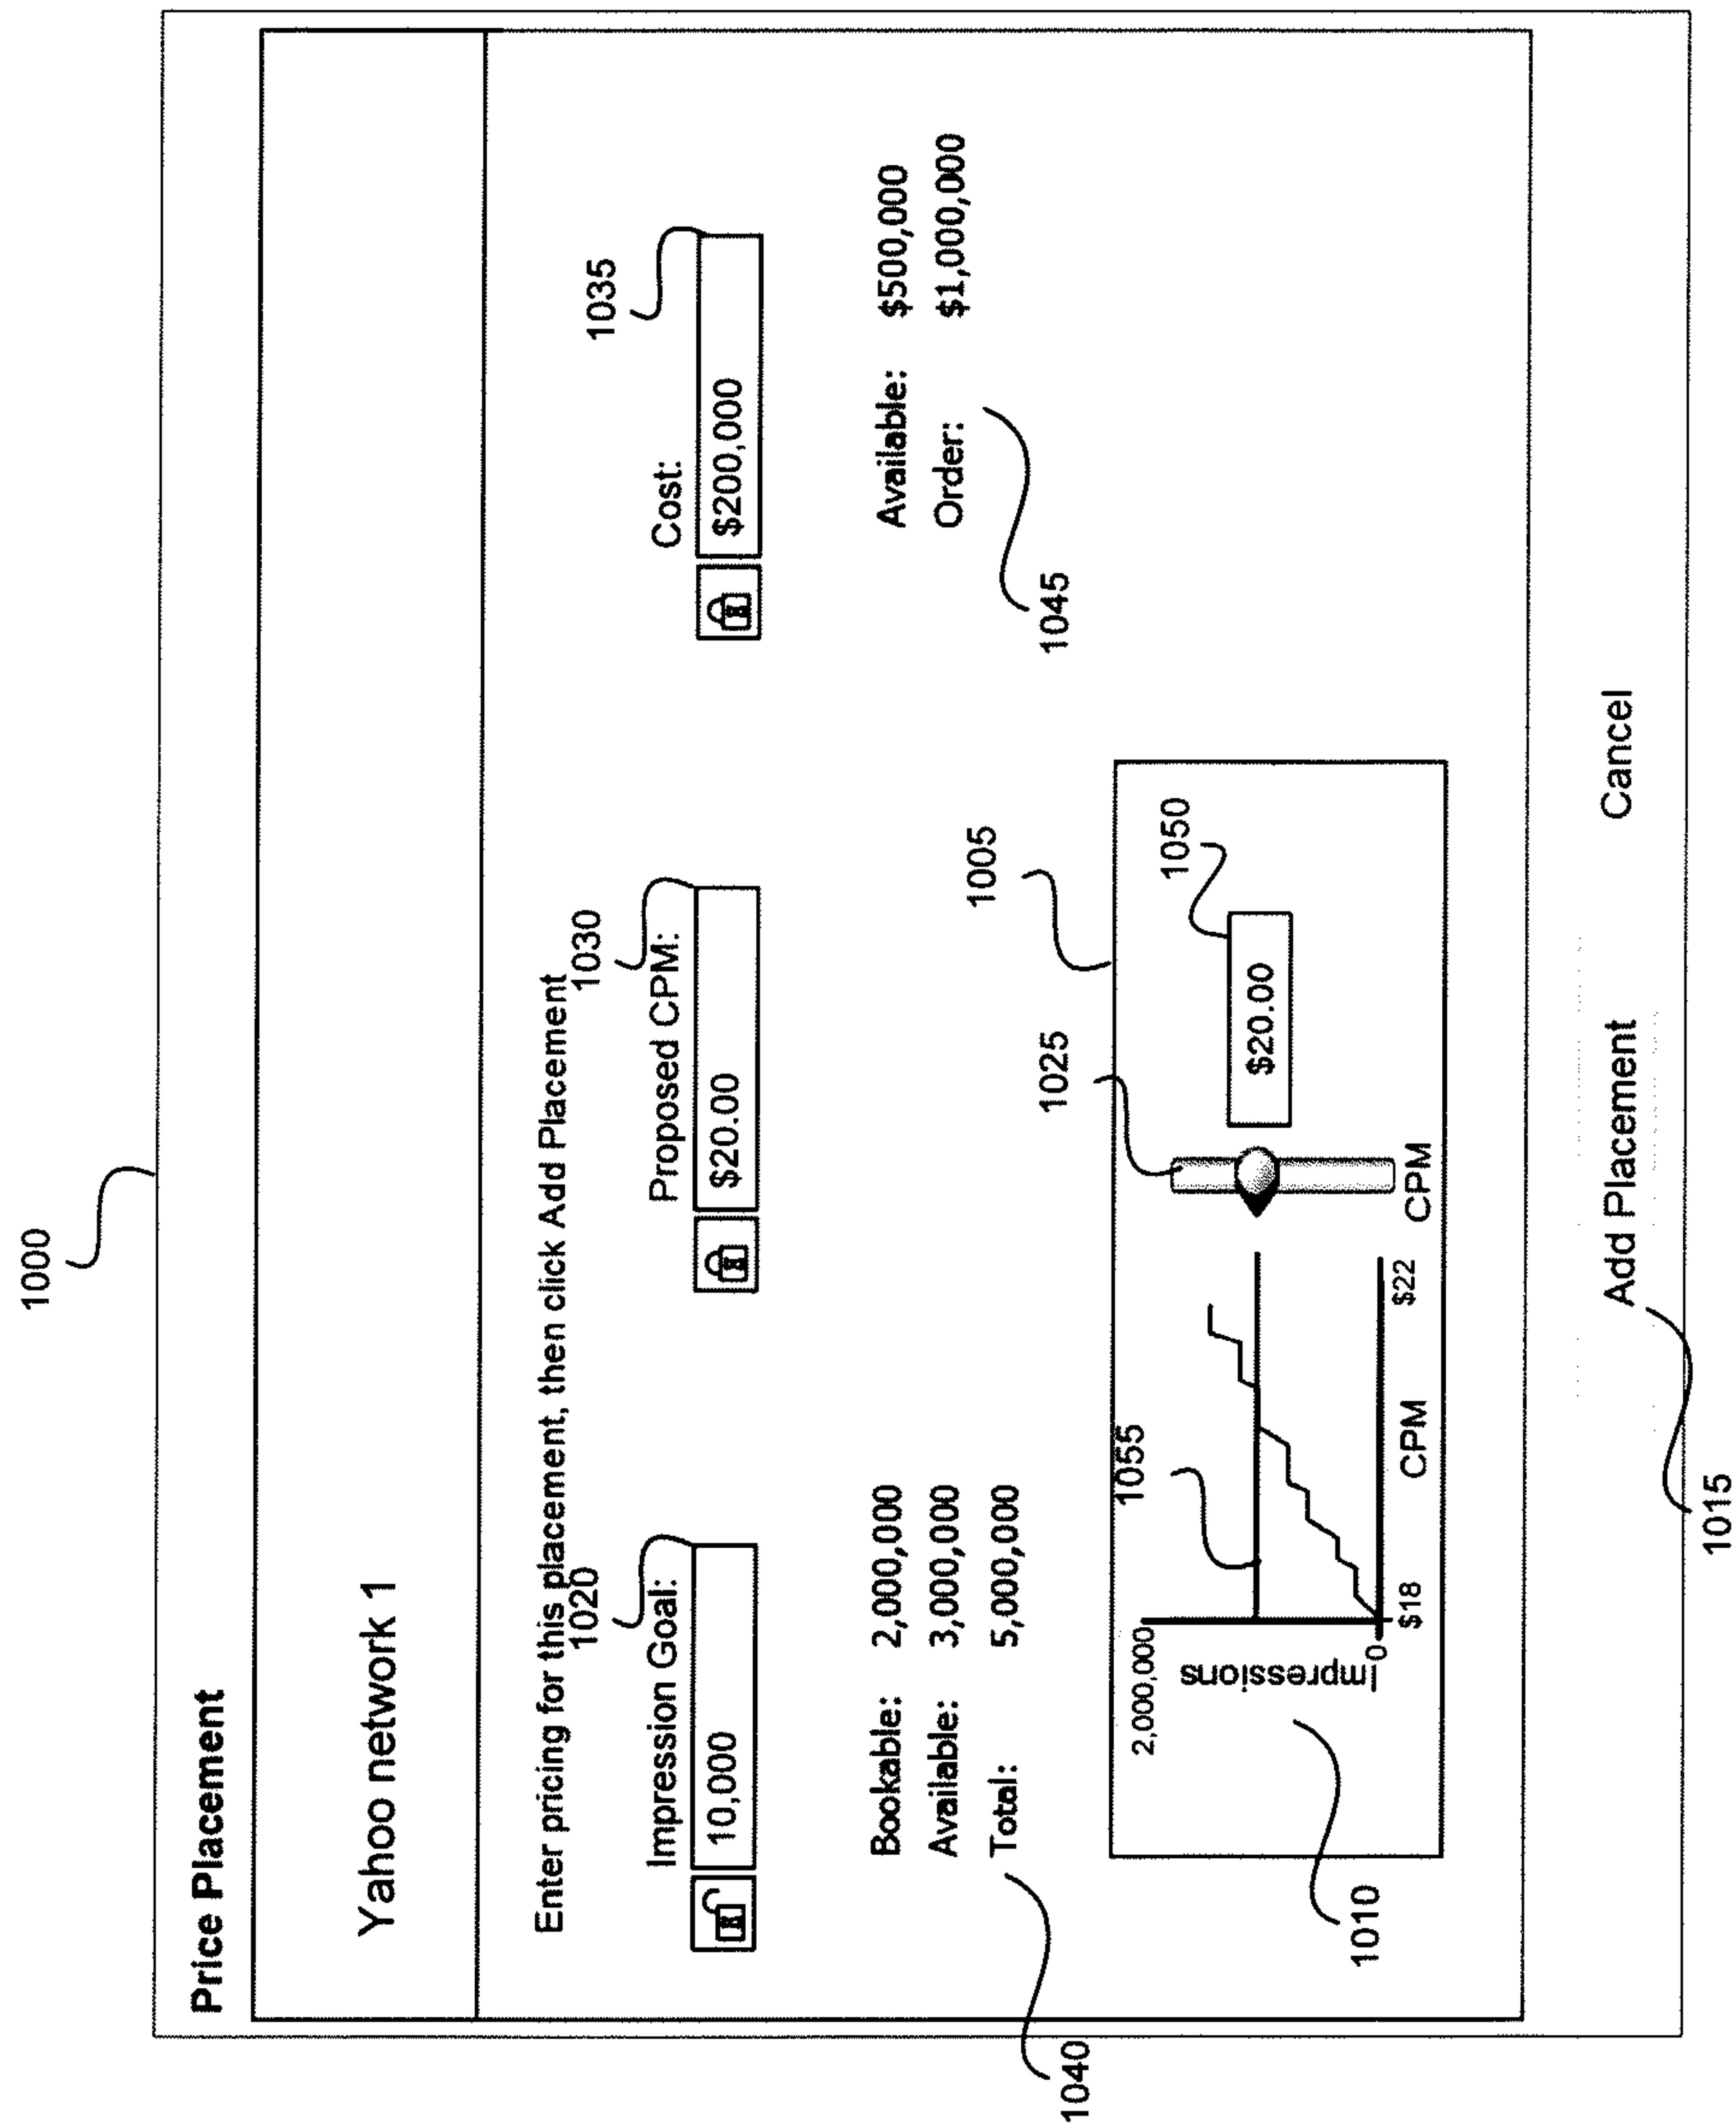 1000
Price Placement
Yahoo network 1
Enter pricing for this placement, then click Add Placement
1020
1030
1035
Impression Goal:
Proposed CPM:
Cost:
10,000
$20.00
$200,000
Bookable: 2,000,000
Available: 3,000,000
Total: 5,000,000
1040
Available: $500,000
Order: $1,000,000
1045
1005
1055
1025
1050
2,000,000
Impressions
0
$18
$22
CPM
CPM
$20.00
1010
Add Placement
Cancel
1015